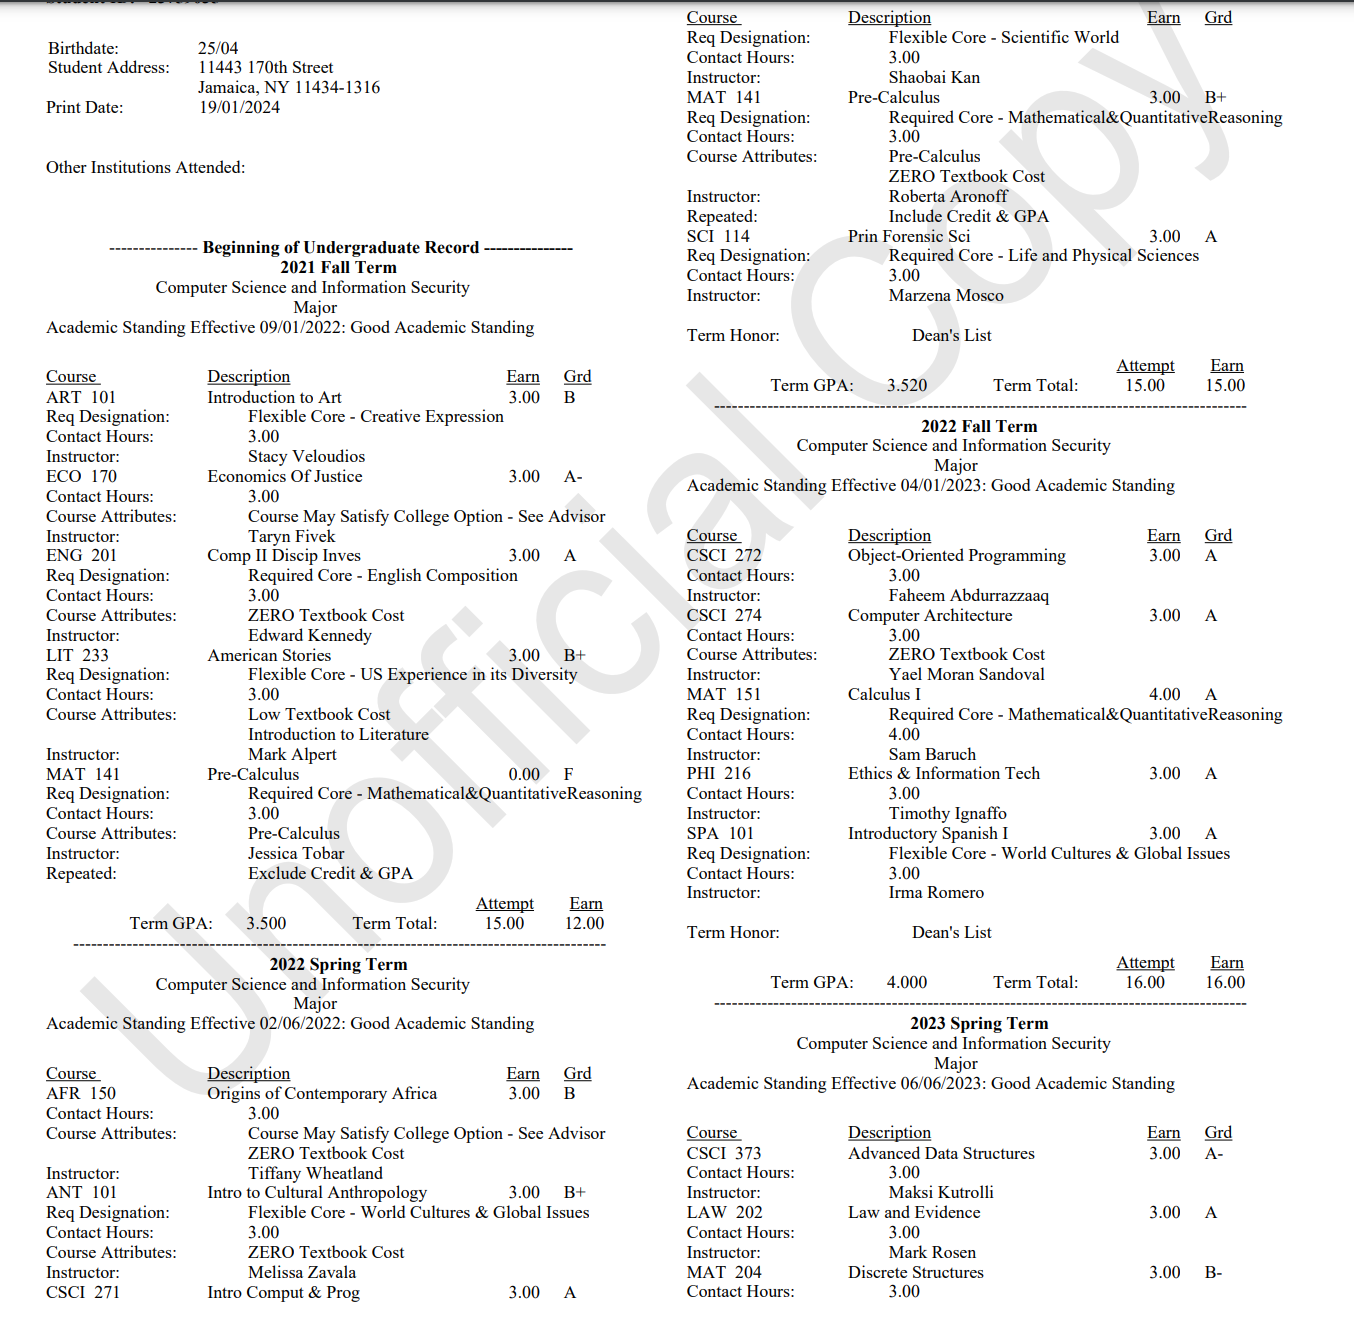 Birthdate: 25/04
Student Address: 11443 170th Street
Jamaica, NY 11434-1316
Print Date: 19/01/2024
Other Institutions Attended:
--------------- Beginning of Undergraduate Record ---------------
2021 Fall Term
Computer Science and Information Security
Major
Academic Standing Effective 09/01/2022: Good Academic Standing
Course Description Earn Grd
ART 101 Introduction to Art 3.00 B
Req Designation: Flexible Core - Creative Expression
Contact Hours: 3.00
Instructor: Stacy Veloudios
ECO 170 Economics Of Justice 3.00 A-
Contact Hours: 3.00
Course Attributes: Course May Satisfy College Option - See Advisor
Instructor: Taryn Fivek
ENG 201 Comp II Discip Inves 3.00 A
Req Designation: Required Core - English Composition
Contact Hours: 3.00
Course Attributes: ZERO Textbook Cost
Instructor: Edward Kennedy
LIT 233 American Stories 3.00 B+
Req Designation: Flexible Core - US Experience in its Diversity
Contact Hours: 3.00
Course Attributes: Low Textbook Cost
Introduction to Literature
Instructor: Mark Alpert
MAT 141 Pre-Calculus 0.00 F
Req Designation: Required Core - Mathematical&QuantitativeReasoning
Contact Hours: 3.00
Course Attributes: Pre-Calculus
Instructor: Jessica Tobar
Repeated: Exclude Credit & GPA
Attempt Earn
Term GPA: 3.500 Term Total: 15.00 12.00
2022 Spring Term
Computer Science and Information Security
Major
Academic Standing Effective 02/06/2022: Good Academic Standing
Course Description Earn Grd
AFR 150 Origins of Contemporary Africa 3.00 B
Contact Hours: 3.00
Course Attributes: Course May Satisfy College Option - See Advisor
ZERO Textbook Cost
Instructor: Tiffany Wheatland
ANT 101 Intro to Cultural Anthropology 3.00 B+
Req Designation: Flexible Core - World Cultures & Global Issues
Contact Hours: 3.00
Course Attributes: ZERO Textbook Cost
Instructor: Melissa Zavala
CSCI 271 Intro Comput & Prog 3.00 A
Course Description Earn Grd
Req Designation: Flexible Core - Scientific World
Contact Hours: 3.00
Instructor: Shaobai Kan
MAT 141 Pre-Calculus 3.00 B+
Req Designation: Required Core - Mathematical&QuantitativeReasoning
Contact Hours: 3.00
Course Attributes: Pre-Calculus
ZERO Textbook Cost
Instructor: Roberta Aronoff
Repeated: Include Credit & GPA
SCI 114 Prin Forensic Sci 3.00 A
Req Designation: Required Core - Life and Physical Sciences
Contact Hours: 3.00
Instructor: Marzena Mosco
Term Honor: Dean's List
Attempt Earn
Term GPA: 3.520 Term Total: 15.00 15.00
2022 Fall Term
Computer Science and Information Security
Major
Academic Standing Effective 04/01/2023: Good Academic Standing
Course Description Earn Grd
CSCI 272 Object-Oriented Programming 3.00 A
Contact Hours: 3.00
Instructor: Faheem Abdurrazzaaq
CSCI 274 Computer Architecture 3.00 A
Contact Hours: 3.00
Course Attributes: ZERO Textbook Cost
Instructor: Yael Moran Sandoval
MAT 151 Calculus I 4.00 A
Req Designation: Required Core - Mathematical&QuantitativeReasoning
Contact Hours: 4.00
Instructor: Sam Baruch
PHI 216 Ethics & Information Tech 3.00 A
Contact Hours: 3.00
Instructor: Timothy Ignaffo
SPA 101 Introductory Spanish I 3.00 A
Req Designation: Flexible Core - World Cultures & Global Issues
Contact Hours: 3.00
Instructor: Irma Romero
Term Honor: Dean's List
Attempt Earn
Term GPA: 4.000 Term Total: 16.00 16.00
2023 Spring Term
Computer Science and Information Security
Major
Academic Standing Effective 06/06/2023: Good Academic Standing
Course Description Earn Grd
CSCI 373 Advanced Data Structures 3.00 A-
Contact Hours: 3.00
Instructor: Maksi Kutrolli
LAW 202 Law and Evidence 3.00 A
Contact Hours: 3.00
Instructor: Mark Rosen
MAT 204 Discrete Structures 3.00 B-
Contact Hours: 3.00
Unofficial Copy